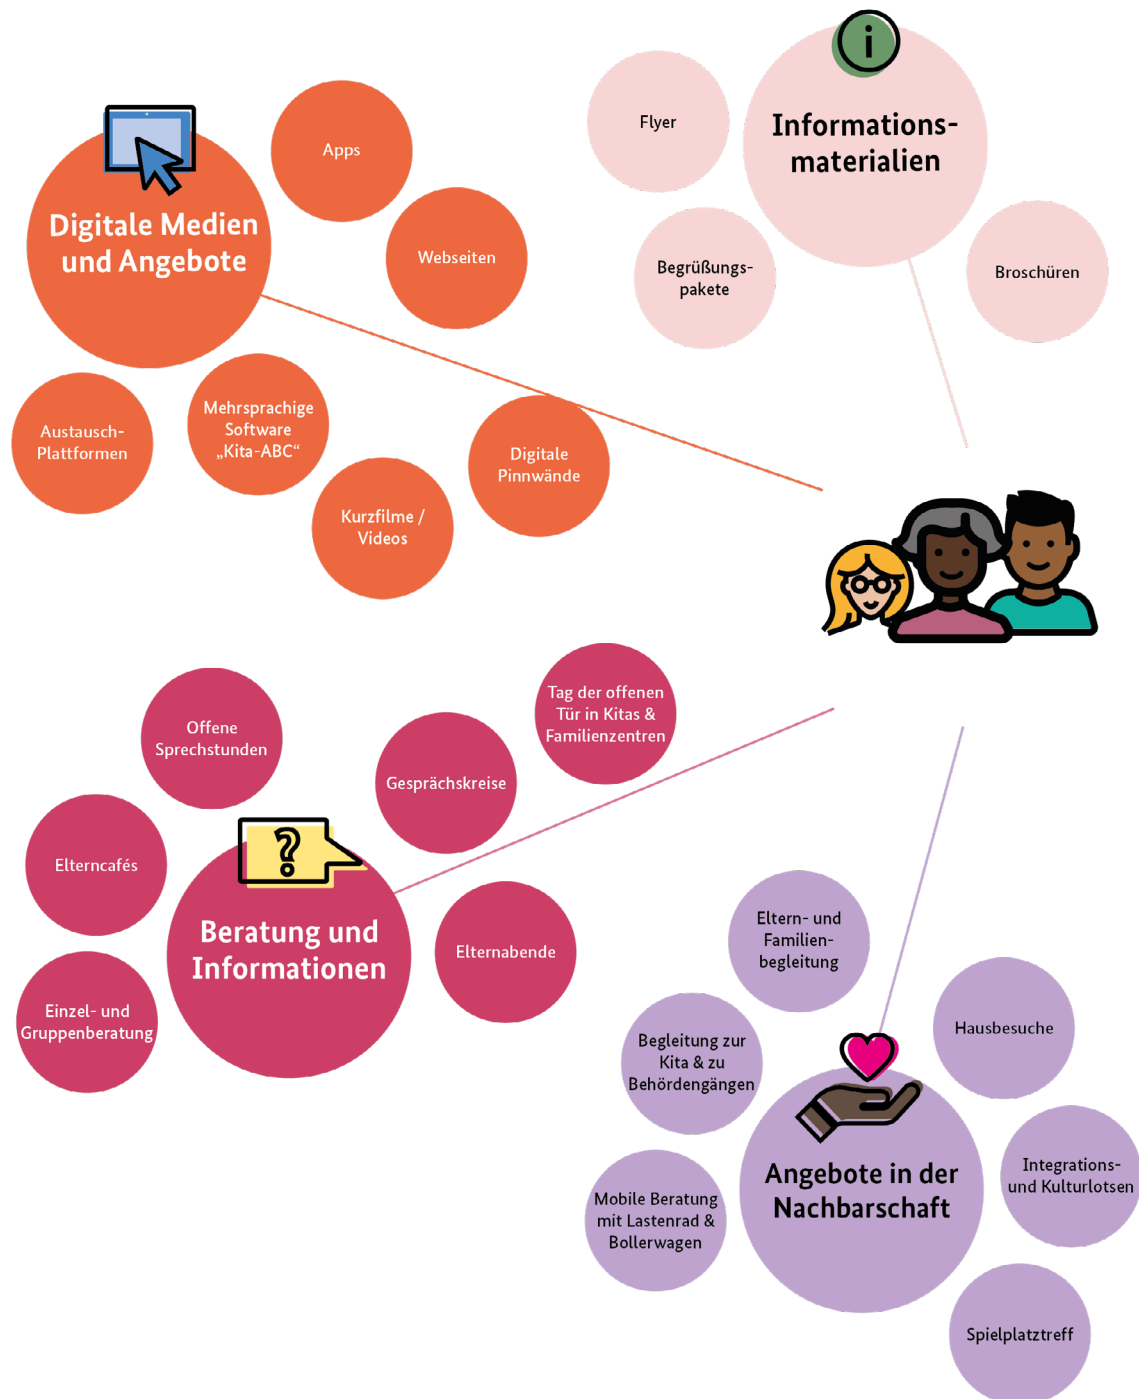 Digitale Medien
und Angebote
Apps
Webseiten
Austausch-
Plattformen
Mehrsprachige
Software
„Kita-ABC“
Kurzfilme /
Videos
Digitale
Pinnwände
i
Informations-
materialien
Flyer
Begrüßungs-
pakete
Broschüren
?
Beratung und
Informationen
Offene
Sprechstunden
Gesprächskreise
Tag der offenen
Tür in Kitas &
Familienzentren
Elterncafés
Elternabende
Einzel- und
Gruppenberatung
Angebote in der
Nachbarschaft
Eltern- und
Familien-
begleitung
Hausbesuche
Begleitung zur
Kita & zu
Behördengängen
Integrations-
und Kulturlotsen
Mobile Beratung
mit Lastenrad &
Bollerwagen
Spielplatztreff